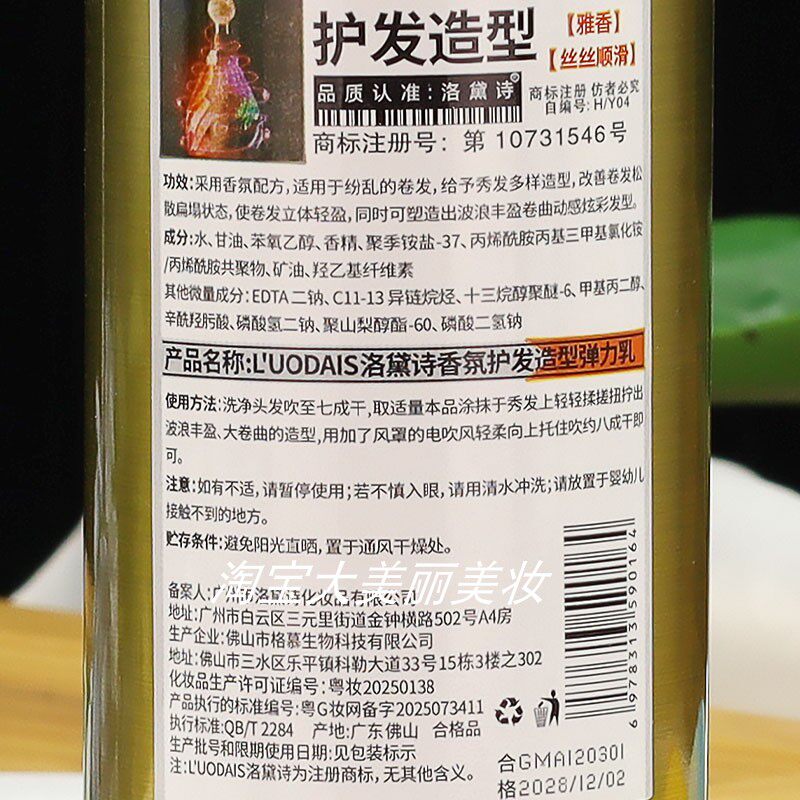 护发造型
【雅香】
【丝丝顺滑】
品质认准:洛黛诗®
商标注册 仿者必究
自编号: H/Y04
商标注册号: 第 10731546号
功效:采用香氛配方,适用于纷乱的卷发,给予秀发多样造型,改善卷发松
散扁塌状态,使卷发立体轻盈,同时可塑造出波浪丰盈卷曲动感炫彩发型。
成分:水、甘油、苯氧乙醇、香精、聚季铵盐-37、丙烯酰胺丙基三甲基氯化铵
/丙烯酰胺共聚物、矿油、羟乙基纤维素
其他微量成分:EDTA 二钠、C11-13 异链烷烃、十三烷醇聚醚-6、甲基丙二醇、
辛酰羟肟酸、磷酸氢二钠、聚山梨醇酯-60、磷酸二氢钠
产品名称:L'UODAIS洛黛诗香氛护发造型弹力乳
使用方法:洗净头发吹至七成干,取适量本品涂抹于秀发上轻轻揉搓扭拧出
波浪丰盈、大卷曲的造型,用加了风罩的电吹风轻柔向上托住吹约八成干即
可。
注意:如有不适,请暂停使用;若不慎入眼,请用清水冲洗;请放置于婴幼儿
接触不到的地方。
贮存条件:避免阳光直晒,置于通风干燥处。
淘宝大美丽美妆
备案人:广州市洛黛诗化妆品有限公司
地址:广州市白云区三元里街道金钟横路502号A4房
生产企业:佛山市格慕生物科技有限公司
地址:佛山市三水区乐平镇科勒大道33号15栋3楼之302
化妆品生产许可证编号:粤妆20250138
产品执行的标准编号:粤G妆网备字2025073411
执行标准:QB/T 2284 产地:广东佛山 合格品
生产批号和限期使用日期:见包装标示
注:L'UODAIS洛黛诗为注册商标,无其他含义。
6978313590164
合GMA120301
格2028/12/02